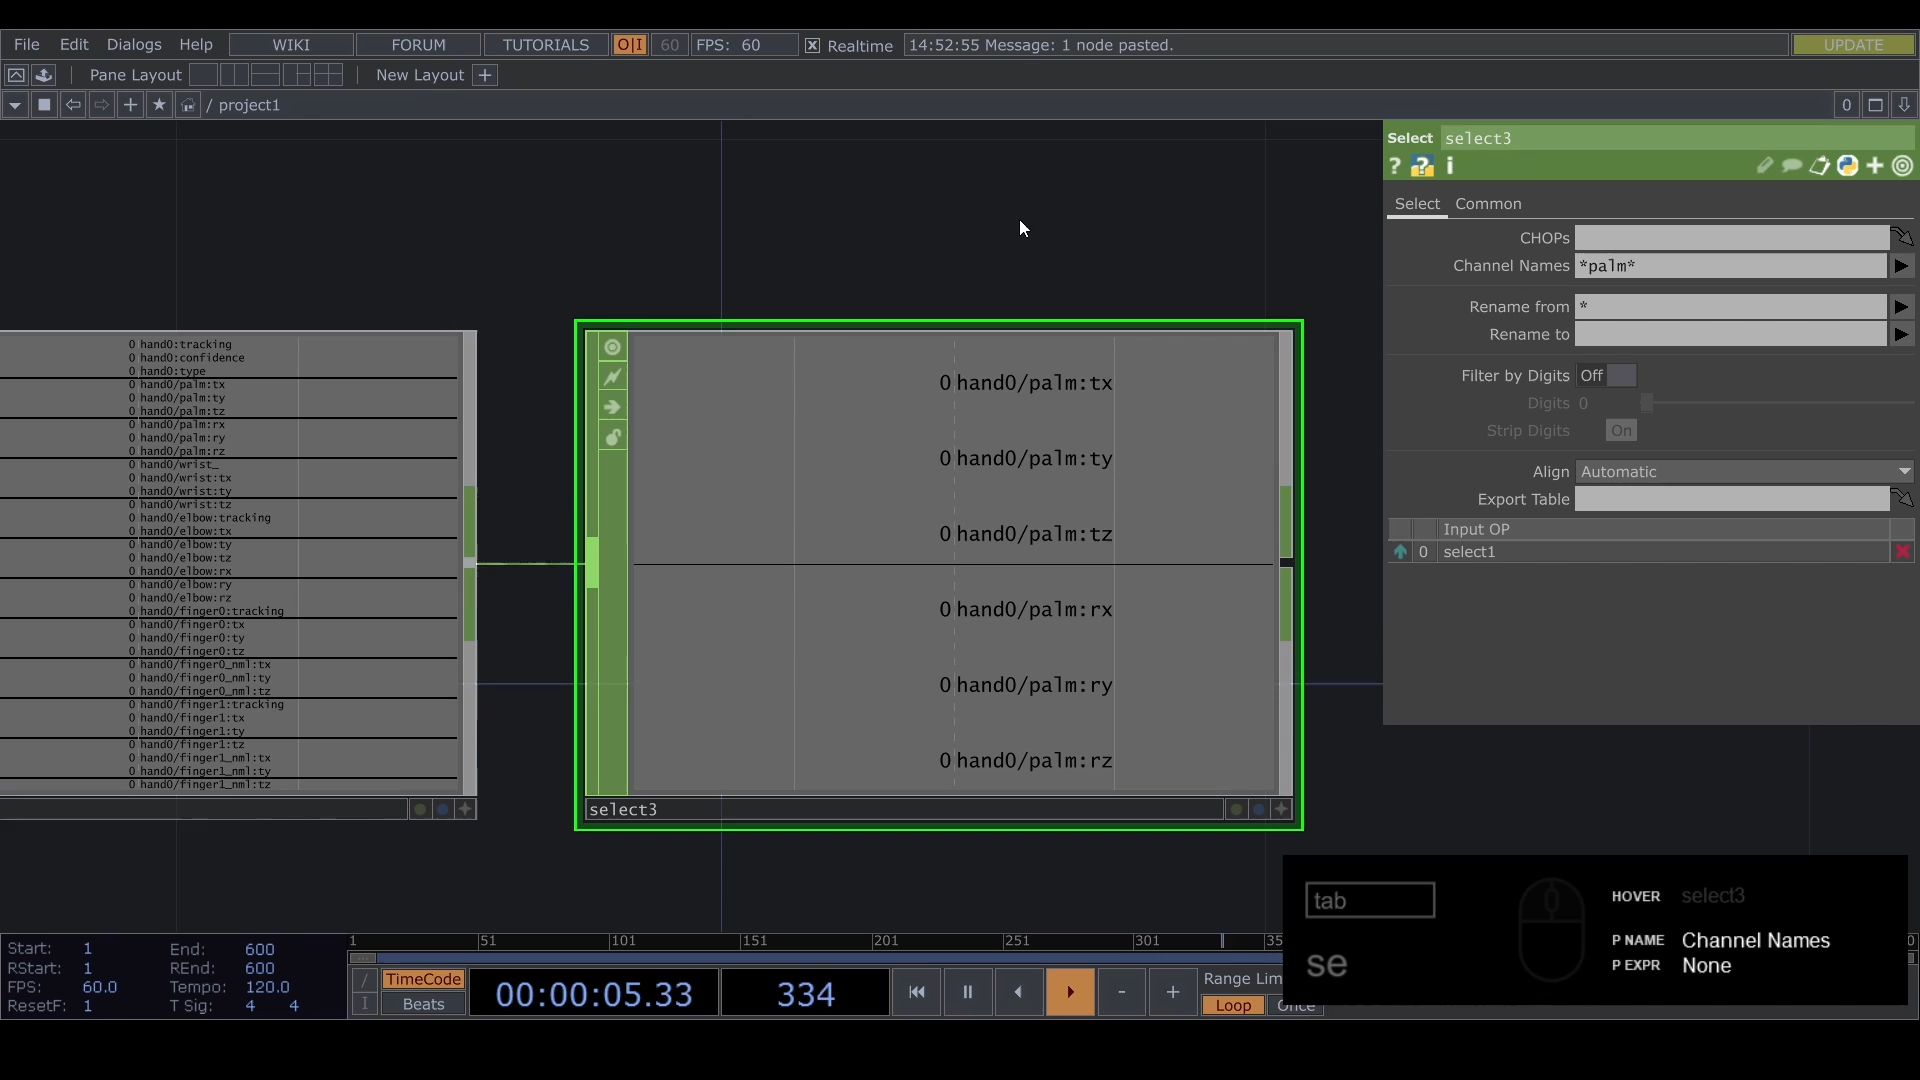 File Edit Dialogs Help WIKI FORUM TUTORIALS O|I 60 FPS: 60 Realtime 14:52:55 Message: 1 node pasted. UPDATE
Pane Layout New Layout +
/ project1 0
Select select3
? ? i
Select Common
CHOPs
Channel Names *palm*
Rename from *
Rename to
Filter by Digits Off
Digits 0
Strip Digits On
Align Automatic
Export Table
Input OP
0 select1
0 hand0:tracking
0 hand0:confidence
0 hand0:type
0 hand0/palm:tx
0 hand0/palm:ty
0 hand0/palm:tz
0 hand0/palm:rx
0 hand0/palm:ry
0 hand0/palm:rz
0 hand0/wrist_
0 hand0/wrist:tx
0 hand0/wrist:ty
0 hand0/wrist:tz
0 hand0/elbow:tracking
0 hand0/elbow:tx
0 hand0/elbow:ty
0 hand0/elbow:tz
0 hand0/elbow:rx
0 hand0/elbow:ry
0 hand0/elbow:rz
0 hand0/finger0:tracking
0 hand0/finger0:tx
0 hand0/finger0:ty
0 hand0/finger0:tz
0 hand0/finger0_nml:tx
0 hand0/finger0_nml:ty
0 hand0/finger0_nml:tz
0 hand0/finger1:tracking
0 hand0/finger1:tx
0 hand0/finger1:ty
0 hand0/finger1:tz
0 hand0/finger1_nml:tx
0 hand0/finger1_nml:ty
0 hand0/finger1_nml:tz
0 hand0/palm:tx
0 hand0/palm:ty
0 hand0/palm:tz
0 hand0/palm:rx
0 hand0/palm:ry
0 hand0/palm:rz
select3
tab
se
HOVER select3
P NAME Channel Names
P EXPR None
Start: 1 End: 600
RStart: 1 REnd: 600
FPS: 60.0 Tempo: 120.0
ResetF: 1 T Sig: 4 4
1 51 101 151 201 251 301 35
/ TimeCode
I Beats
00:00:05.33 334
- +
Range Lim
Loop Once